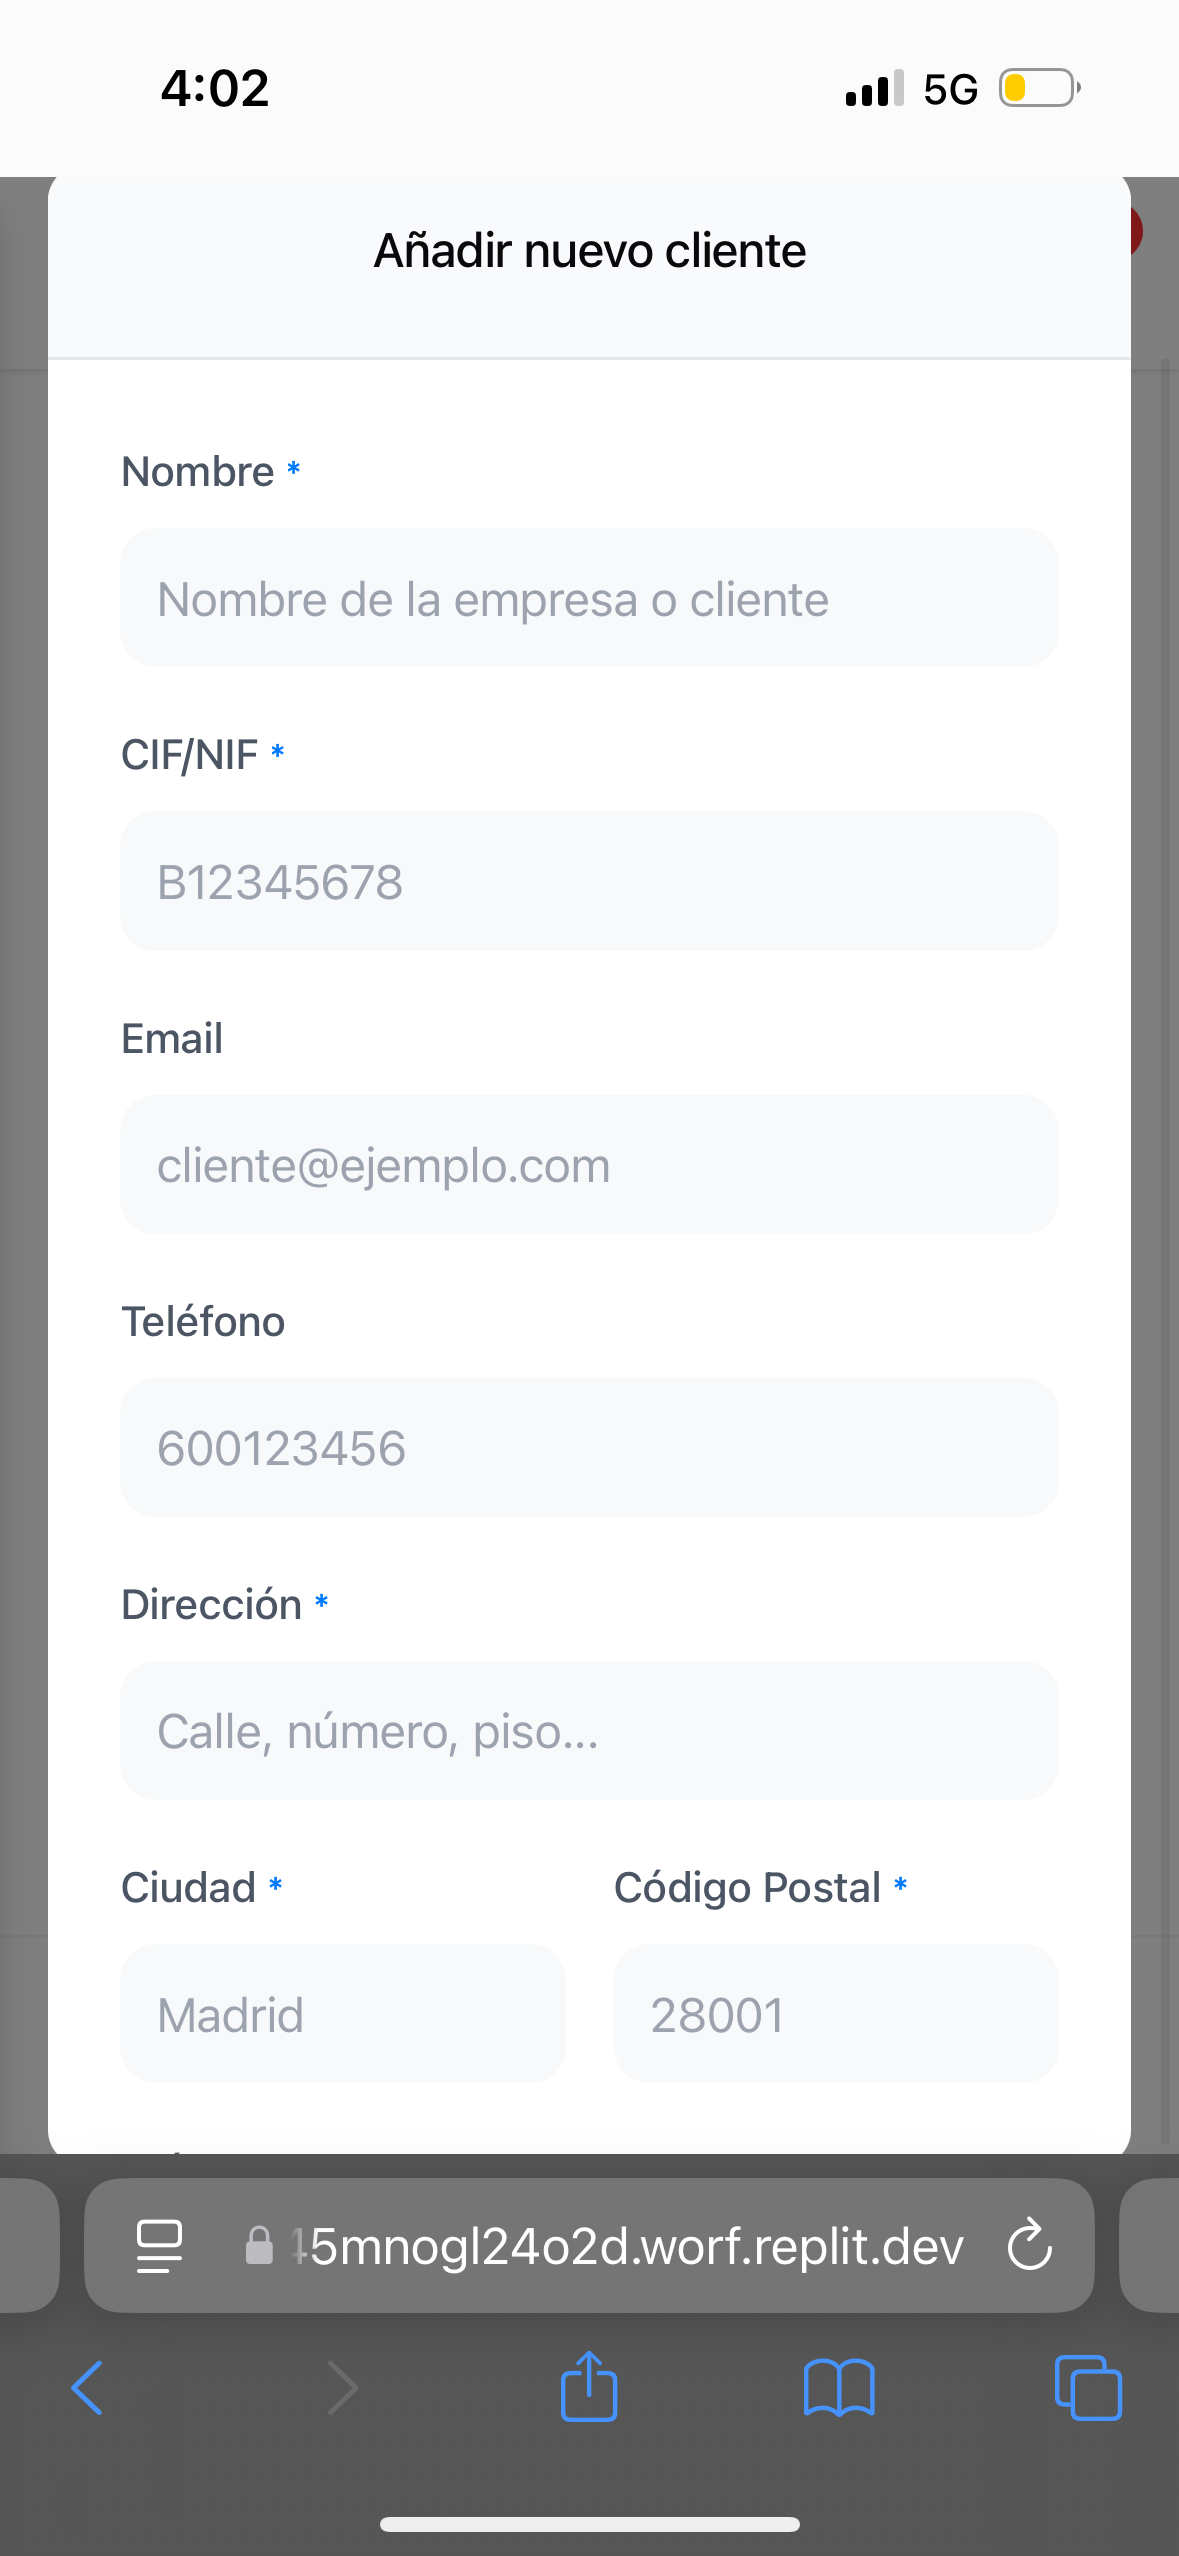 4:02
5G
Añadir nuevo cliente
Nombre *
Nombre de la empresa o cliente
CIF/NIF *
B12345678
Email
cliente@ejemplo.com
Teléfono
600123456
Dirección *
Calle, número, piso...
Ciudad * Código Postal *
Madrid 28001
5mnogl24o2d.worf.replit.dev